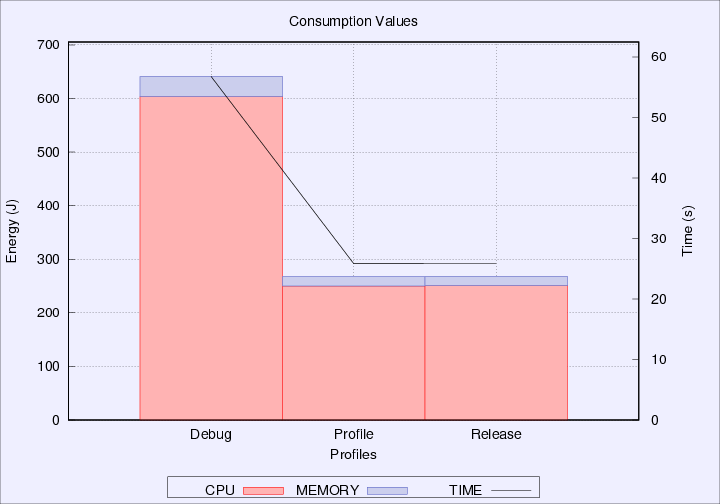 Consumption Values
700
600
500
400
300
200
100
0
Energy (J)
60
50
40
30
20
10
0
Time (s)
Debug Profile Release
Profiles
CPU MEMORY TIME